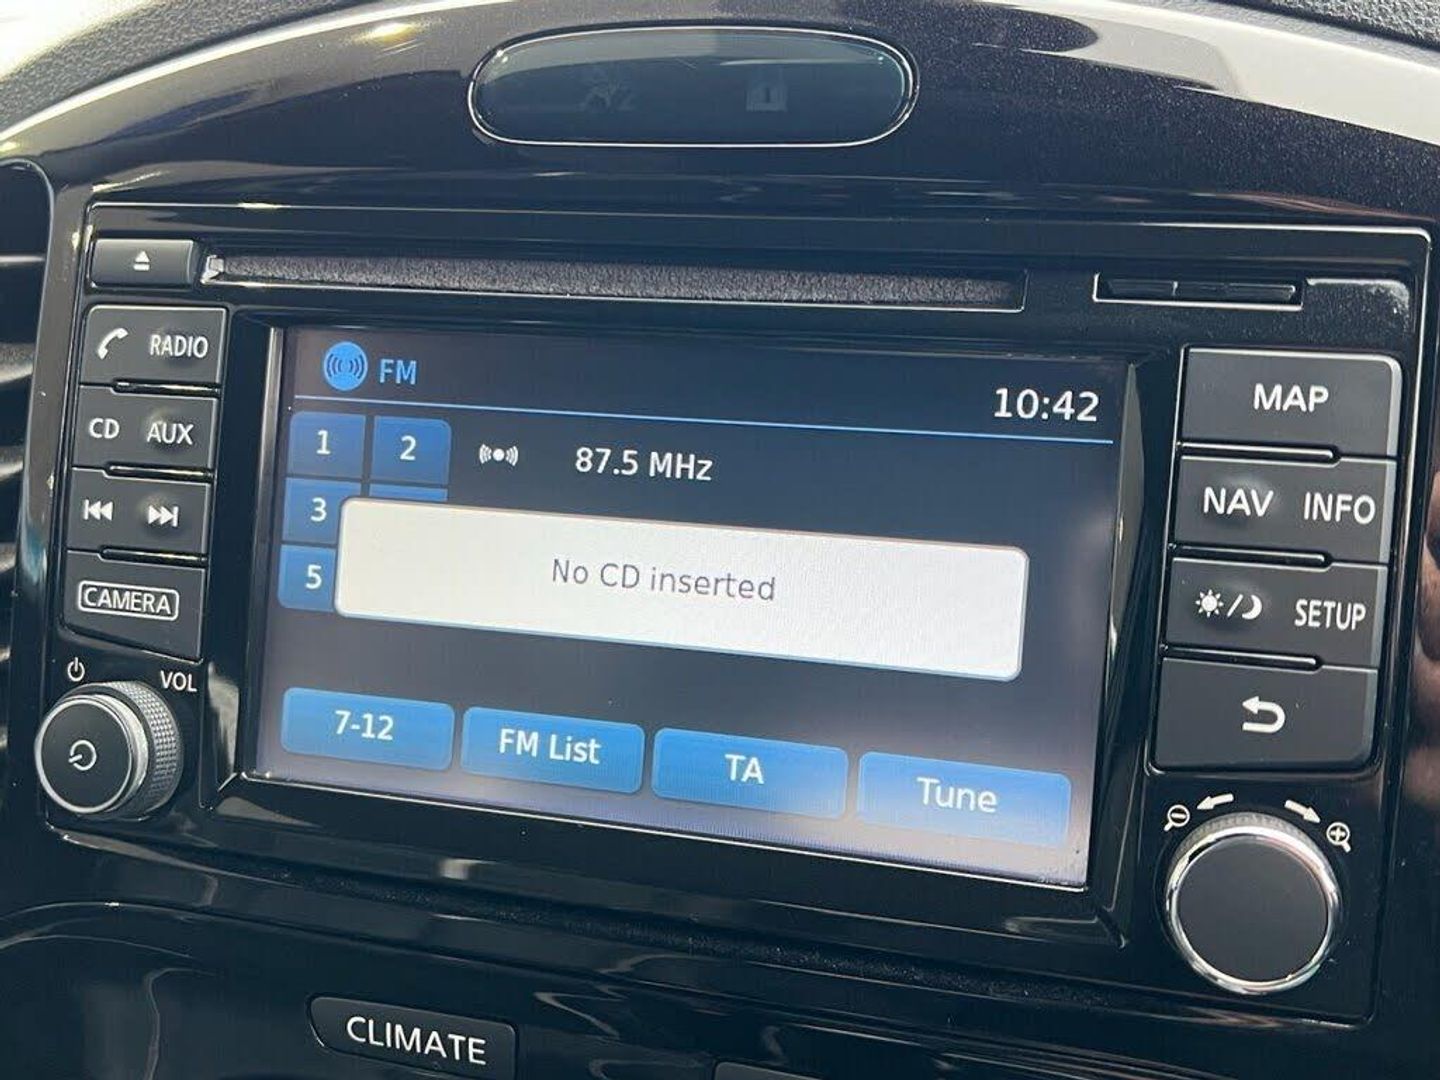 RADIO
CD AUX
CAMERA
VOL
FM
10:42
1 2
87.5 MHz
3
5
No CD inserted
7-12 FM List TA Tune
MAP
NAV INFO
SETUP
CLIMATE